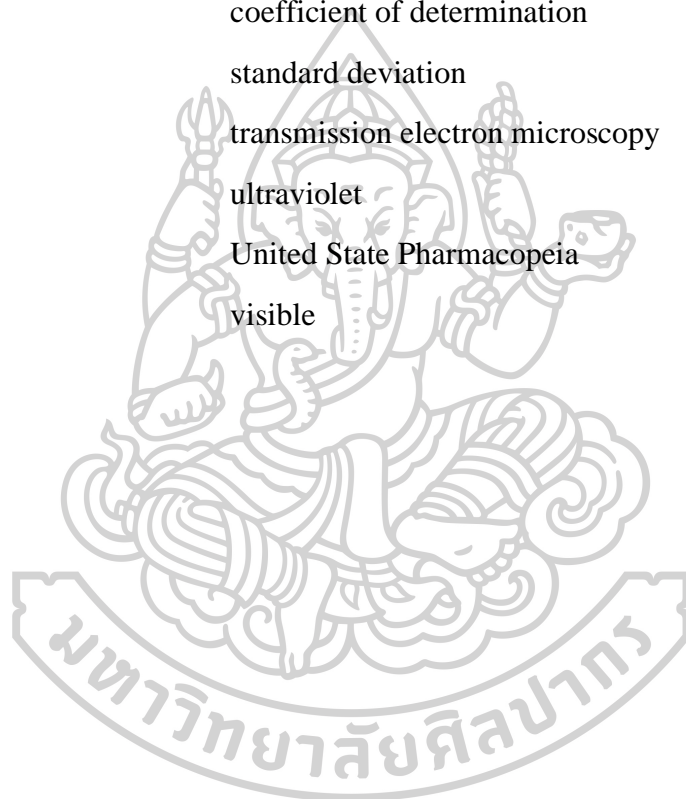 coefficient of determination
standard deviation
transmission electron microscopy
ultraviolet
United State Pharmacopeia
visible
มหาวิทยาลัยศิลปากร